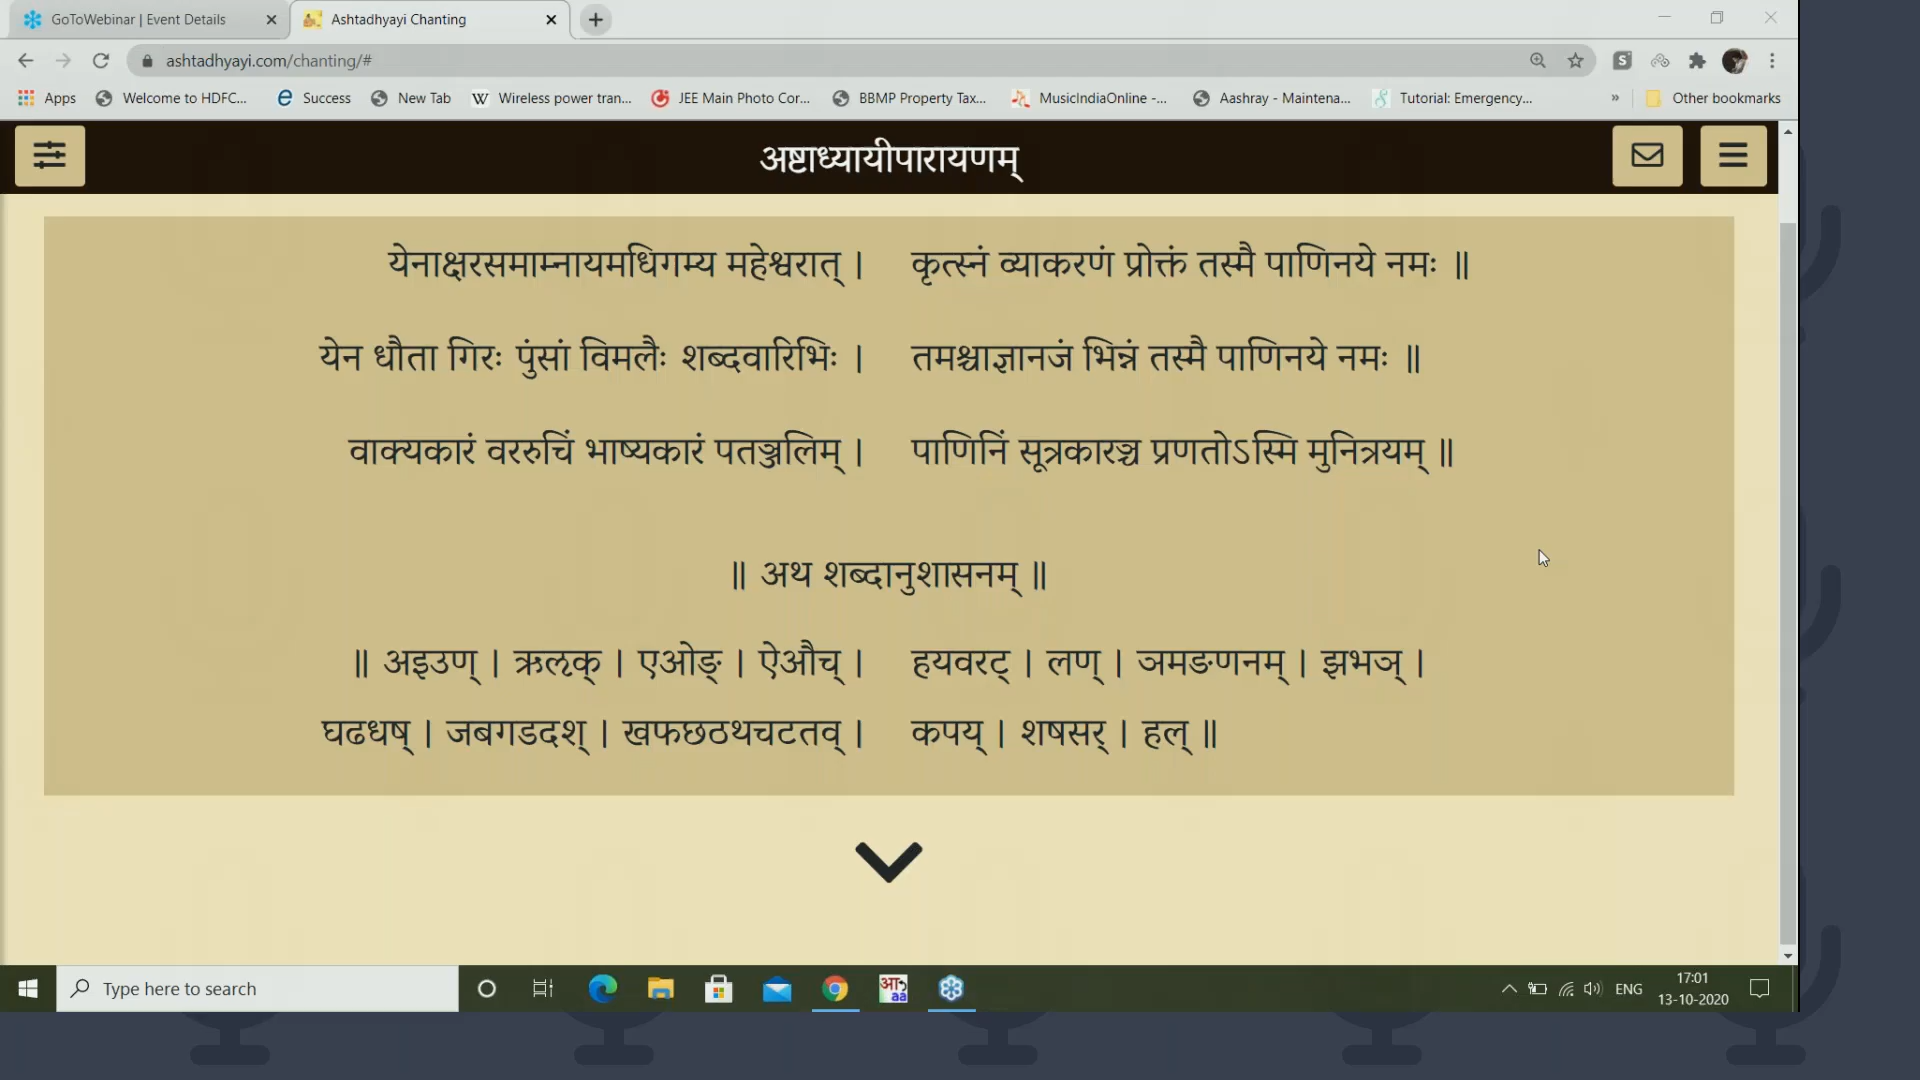 GoToWebinar | Event Details
Ashtadhyayi Chanting
ashtadhyayi.com/chanting/#
Apps Welcome to HDFC... Success New Tab Wireless power tran... JEE Main Photo Cor... BBMP Property Tax... MusicIndiaOnline -... Aashray - Maintena... Tutorial: Emergency... » Other bookmarks
अष्टाध्यायीपारायणम्
येनाक्षरसमाम्नायमधिगम्य महेश्वरात् । कृत्स्नं व्याकरणं प्रोक्तं तस्मै पाणिनये नमः ॥
येन धौता गिरः पुंसां विमलैः शब्दवारिभिः । तमश्चाज्ञानजं भिन्नं तस्मै पाणिनये नमः ॥
वाक्यकारं वररुचिं भाष्यकारं पतञ्जलिम् । पाणिनिं सूत्रकारञ्च प्रणतोऽस्मि मुनित्रयम् ॥
॥ अथ शब्दानुशासनम् ॥
॥ अइउण् । ऋऌक् । एओङ् । ऐऔच् । हयवरट् । लण् । ञमङणनम् । झभञ् ।
घढधष् । जबगडदश् । खफछठथचटतव् । कपय् । शषसर् । हल् ॥
Type here to search
ENG
17:01
13-10-2020